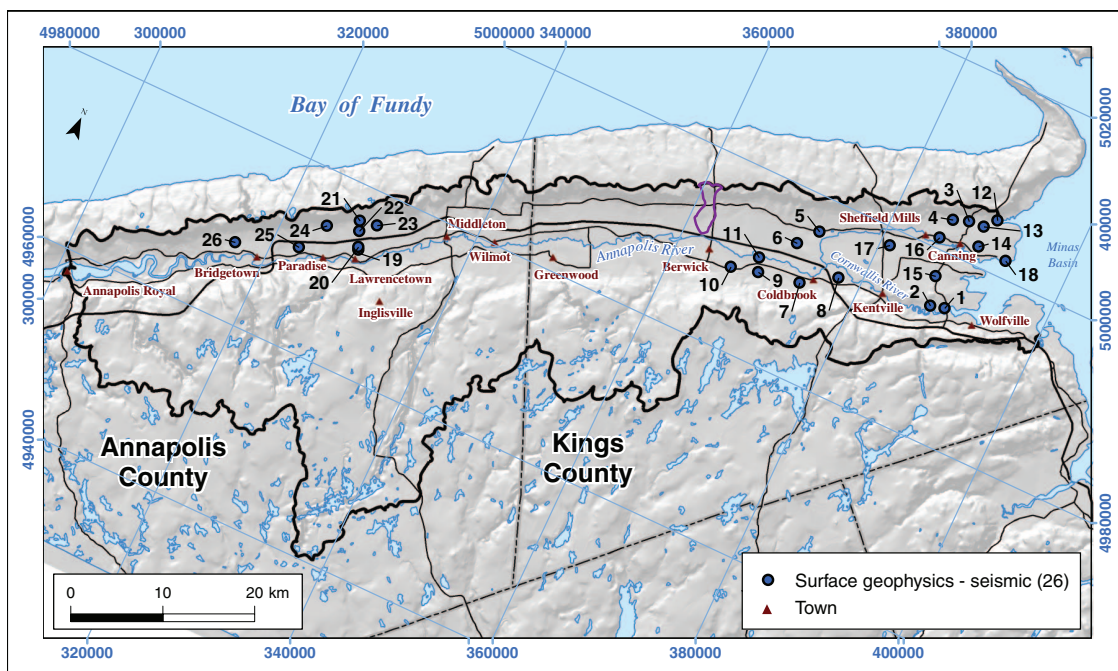 4980000 300000 320000 5000000 340000 360000 380000
N
Bay of Fundy
5020000
3 12
21
22
4
Sheffield Mills
5
24 23
Middleton
13
11 6
16 17
14
26 25
4960000
4000000
Canning
Minas
Basin
Wilmot
Annapolis River
19
Bridgetown Paradise
Lawrencetown
Greenwood
Berwick
18
15
Cornwallis River
20
10 9
Coldbrook
7 8
Annapolis Royal
Kentville
2 1
Inglisville
Wolfville
300000
5000000
Annapolis
County
Kings
County
4940000
4980000
0 10 20 km
Surface geophysics - seismic (26)
Town
320000 340000 360000 380000 400000